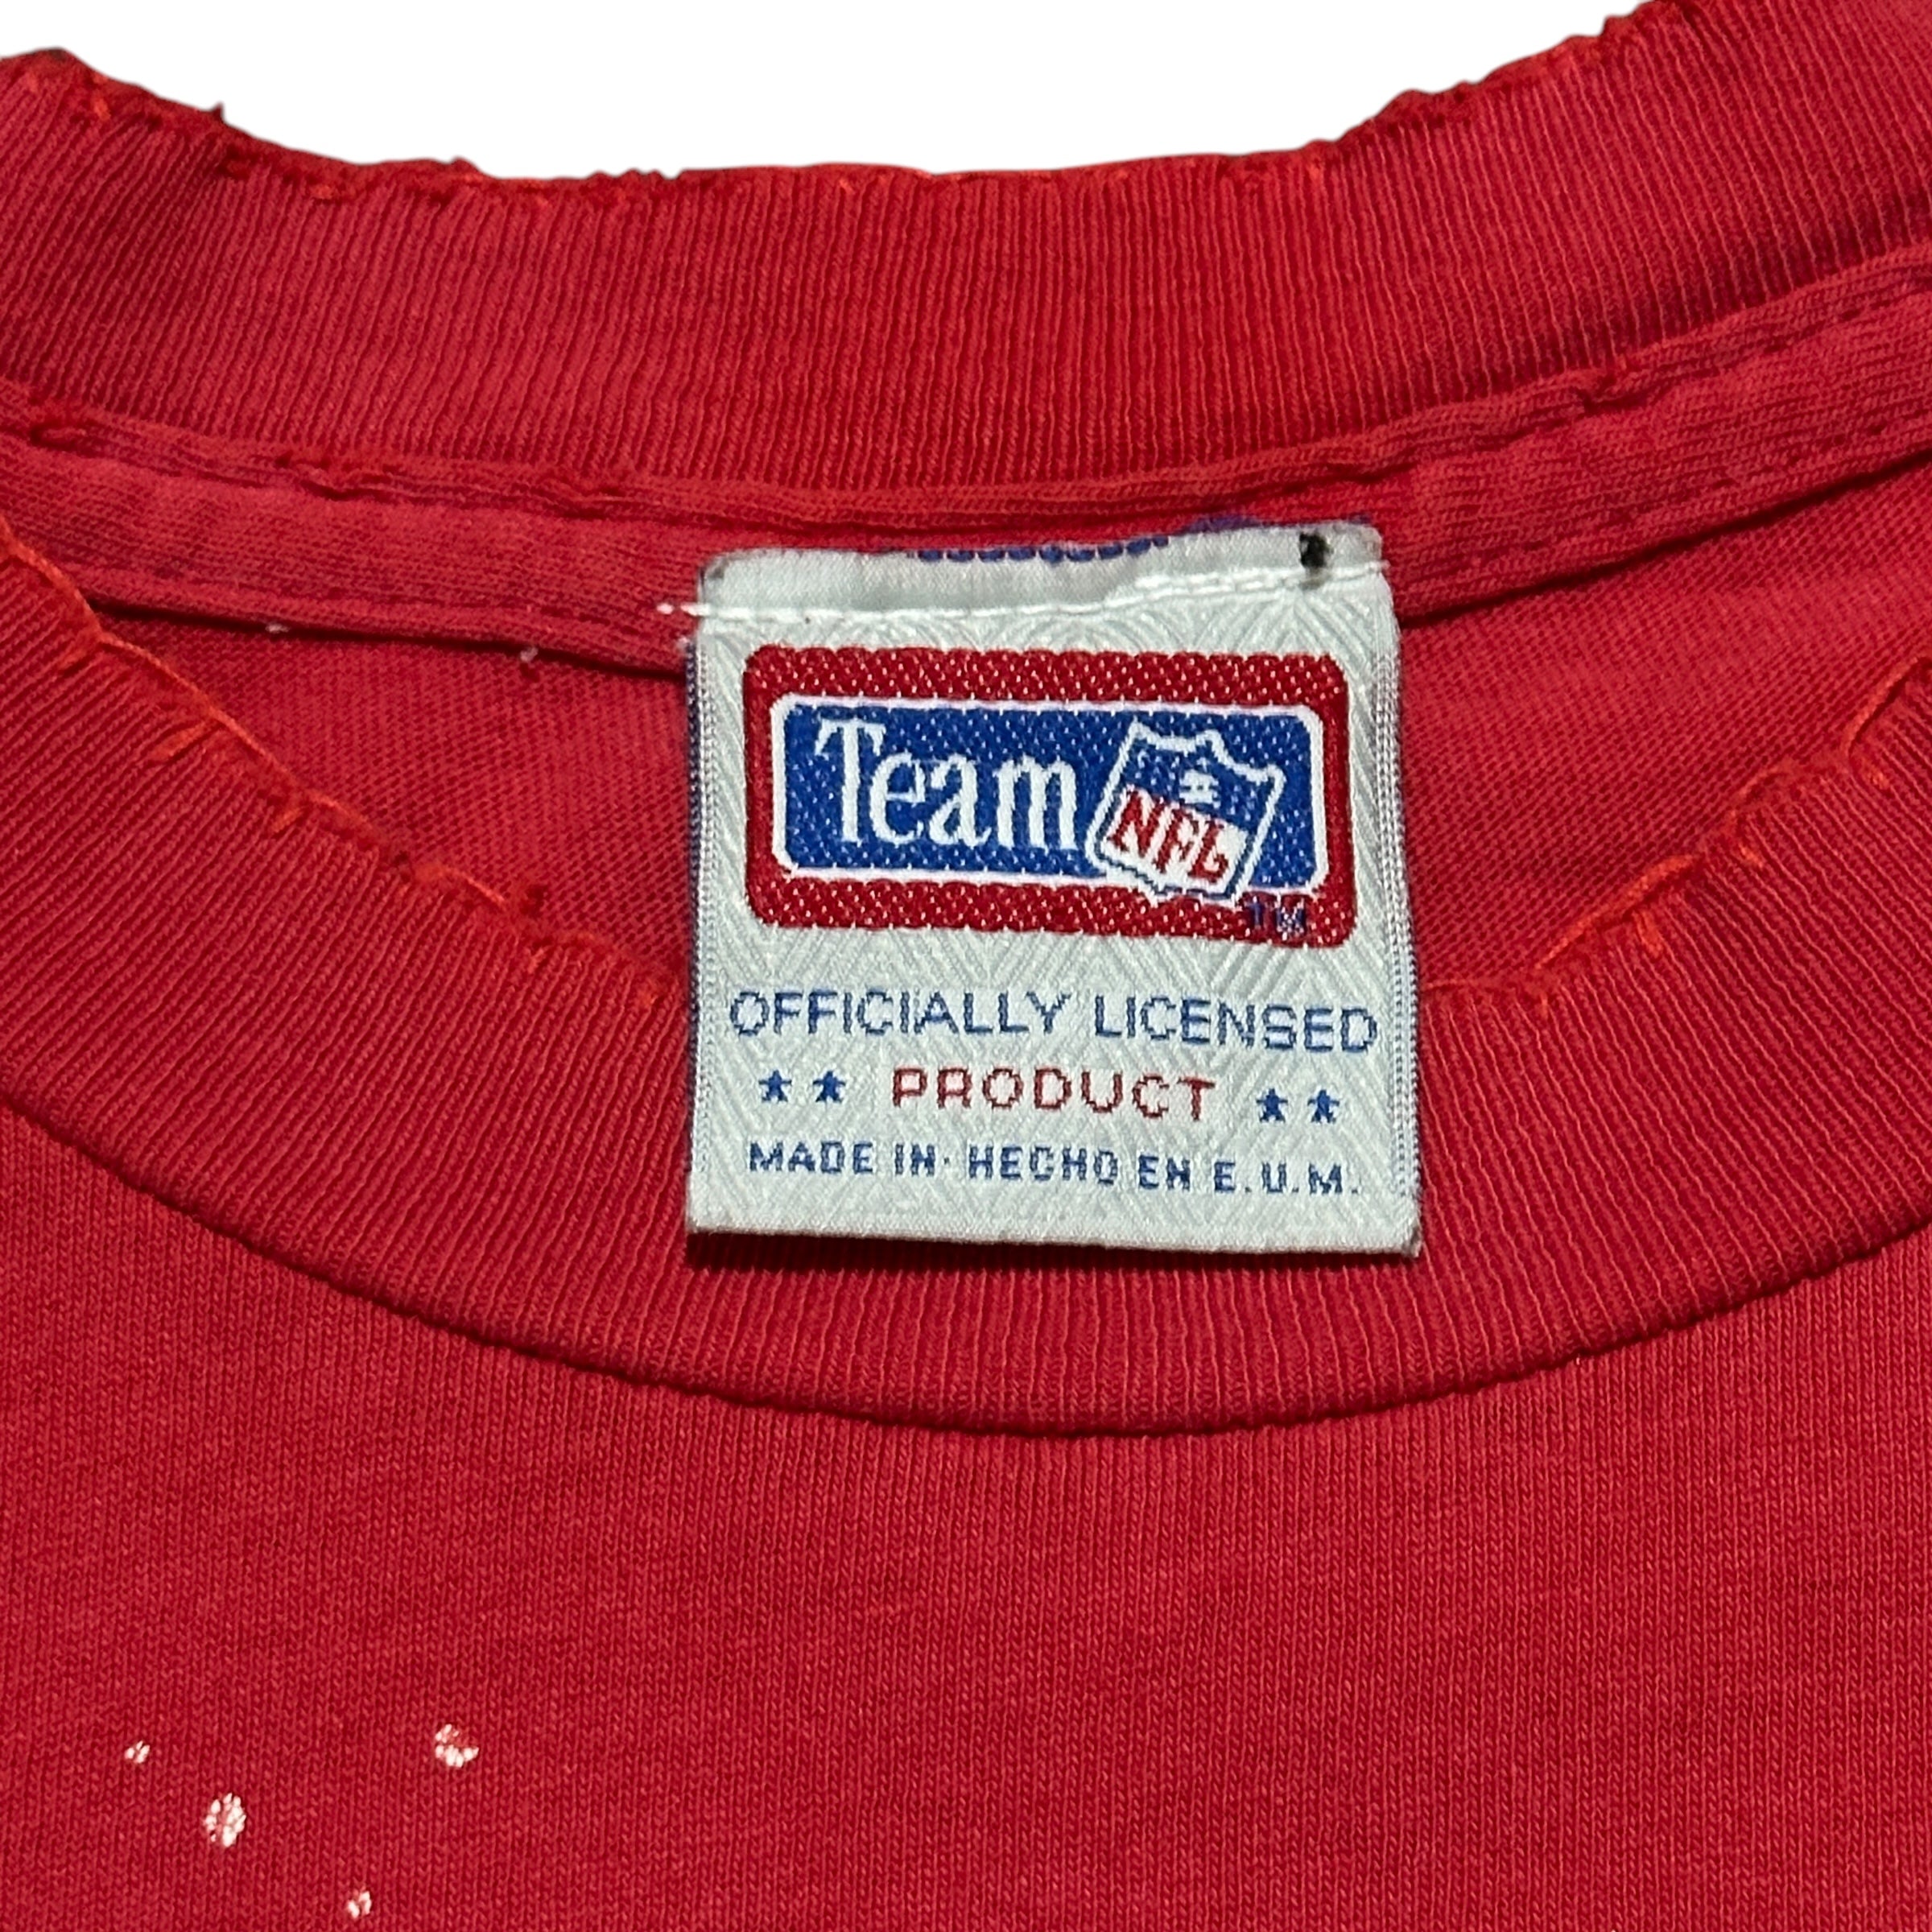 Team NFL
TM
OFFICIALLY LICENSED
★★ PRODUCT ★★
MADE IN· HECHO EN E.U.M.